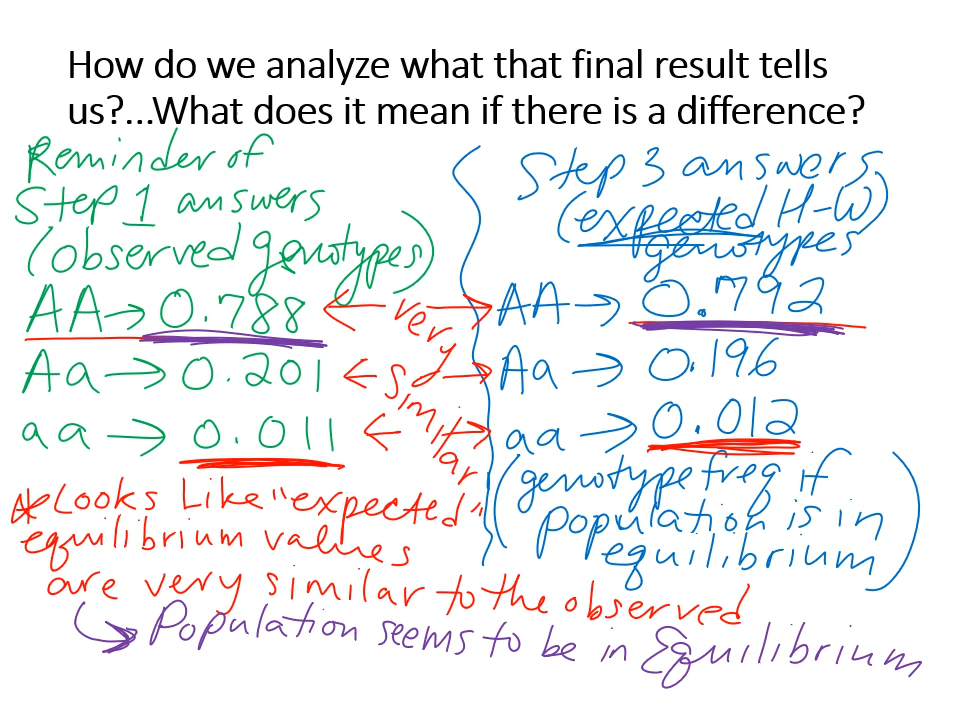 How do we analyze what that final result tells
us?...What does it mean if there is a difference?
Reminder of
Step 1 answers
(observed genotypes)
AA → 0.788
Aa → 0.201
aa → 0.011
very
similar
Step 3 answers
(expected H-W)
genotypes
AA → 0.792
Aa → 0.196
aa → 0.012
(genotype freq if
population is in
equilibrium)
* Looks Like "expected"
equilibrium values
are very similar to the observed
↳ Population seems to be in Equilibrium